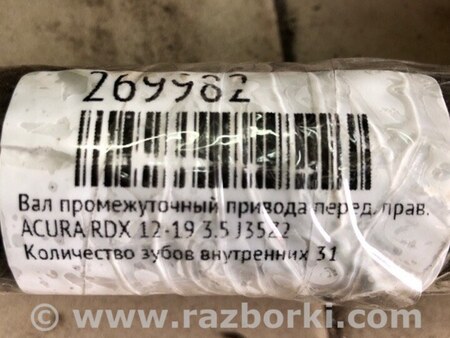 269982
Вал промежуточный привода перед. прав.
ACURA RDX 12-19 3.5 J35Z2
Количество зубов внутренних 31
© www.razborki.com